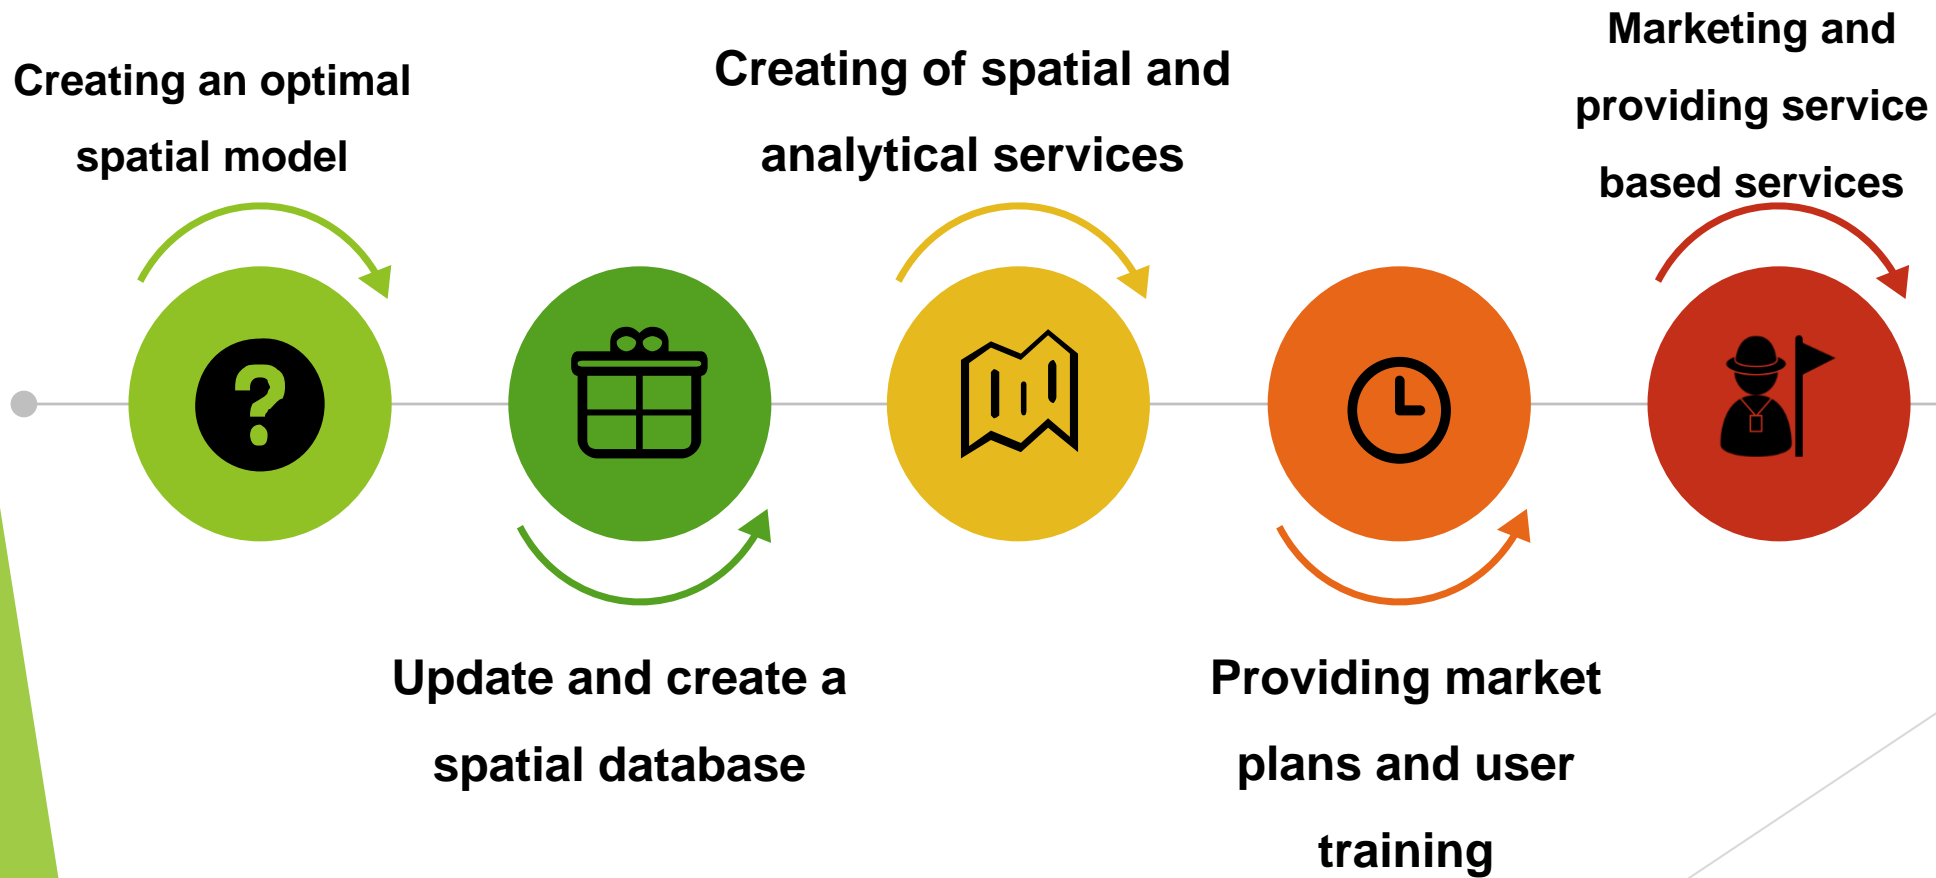 Creating an optimal
spatial model
Update and create a
spatial database
Creating of spatial and
analytical services
Providing market
plans and user
training
Marketing and
providing service
based services